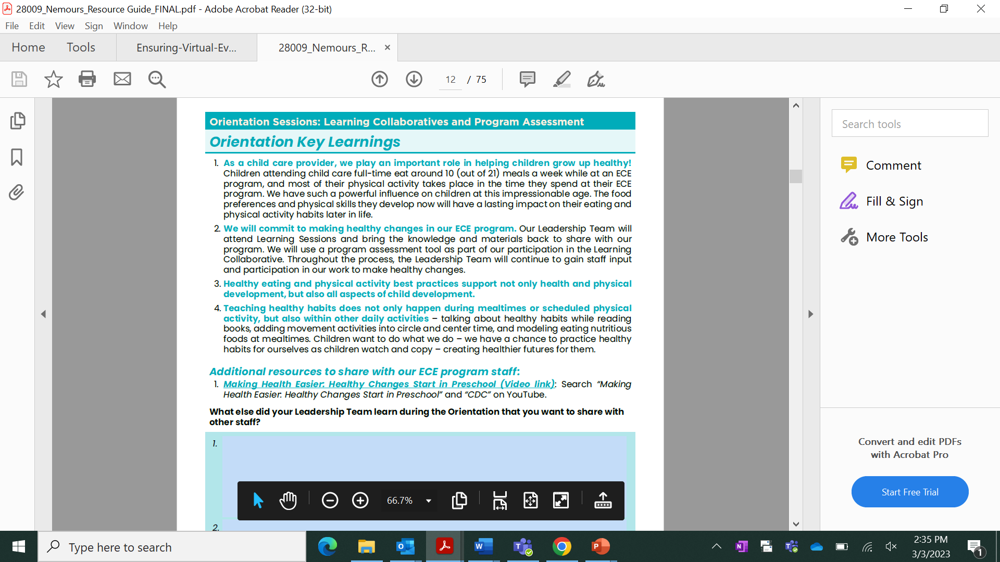 28009_Nemours_Resource Guide_FINAL.pdf - Adobe Acrobat Reader (32-bit)
File Edit View Sign Window Help
Home Tools Ensuring-Virtual-Ev... 28009_Nemours_R...
12 / 75
Orientation Sessions: Learning Collaboratives and Program Assessment
Orientation Key Learnings
1. As a child care provider, we play an important role in helping children grow up healthy!
Children attending child care full-time eat around 10 (out of 21) meals a week while at an ECE
program, and most of their physical activity takes place in the time they spend at their ECE
program. We have such a powerful influence on children at this impressionable age. The food
preferences and physical skills they develop now will have a lasting impact on their eating and
physical activity habits later in life.
2. We will commit to making healthy changes in our ECE program. Our Leadership Team will
attend Learning Sessions and bring the knowledge and materials back to share with our
program. We will use a program assessment tool as part of our participation in the Learning
Collaborative. Throughout the process, the Leadership Team will continue to gain staff input
and participation in our work to make healthy changes.
3. Healthy eating and physical activity best practices support not only health and physical
development, but also all aspects of child development.
4. Teaching healthy habits does not only happen during mealtimes or scheduled physical
activity, but also within other daily activities – talking about healthy habits while reading
books, adding movement activities into circle and center time, and modeling eating nutritious
foods at mealtimes. Children want to do what we do – we have a chance to practice healthy
habits for ourselves as children watch and copy – creating healthier futures for them.
Additional resources to share with our ECE program staff:
1. Making Health Easier: Healthy Changes Start in Preschool (Video link): Search “Making
Health Easier: Healthy Changes Start in Preschool” and “CDC” on YouTube.
What else did your Leadership Team learn during the Orientation that you want to share with
other staff?
1.
2.
66.7%
Search tools
Comment
Fill & Sign
More Tools
Convert and edit PDFs
with Acrobat Pro
Start Free Trial
Type here to search
2:35 PM
3/3/2023
1